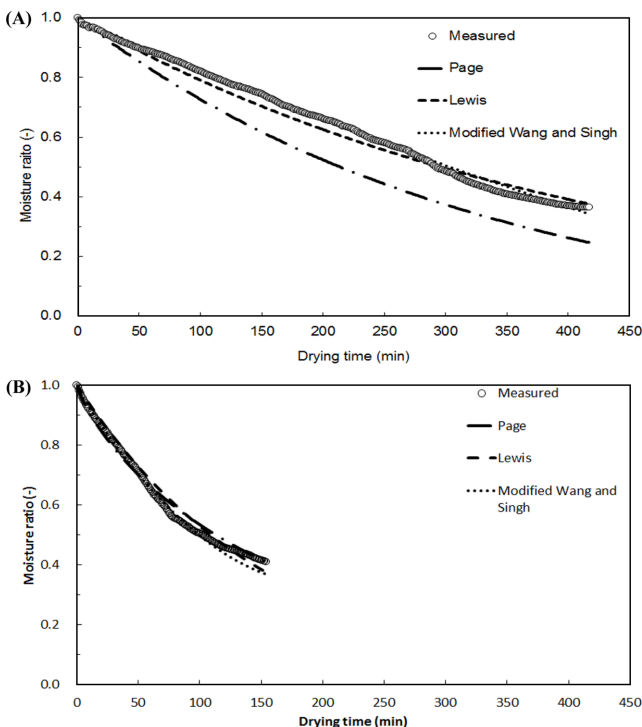 (A)
1.0
0.8
0.6
0.4
0.2
0.0
Moisture ratio (-)
0 50 100 150 200 250 300 350 400 450
Drying time (min)
Measured
Page
Lewis
Modified Wang and Singh
(B)
1.0
0.8
0.6
0.4
0.2
0.0
Moisture ratio (-)
0 50 100 150 200 250 300 350 400 450
Drying time (min)
Measured
Page
Lewis
Modified Wang and
Singh